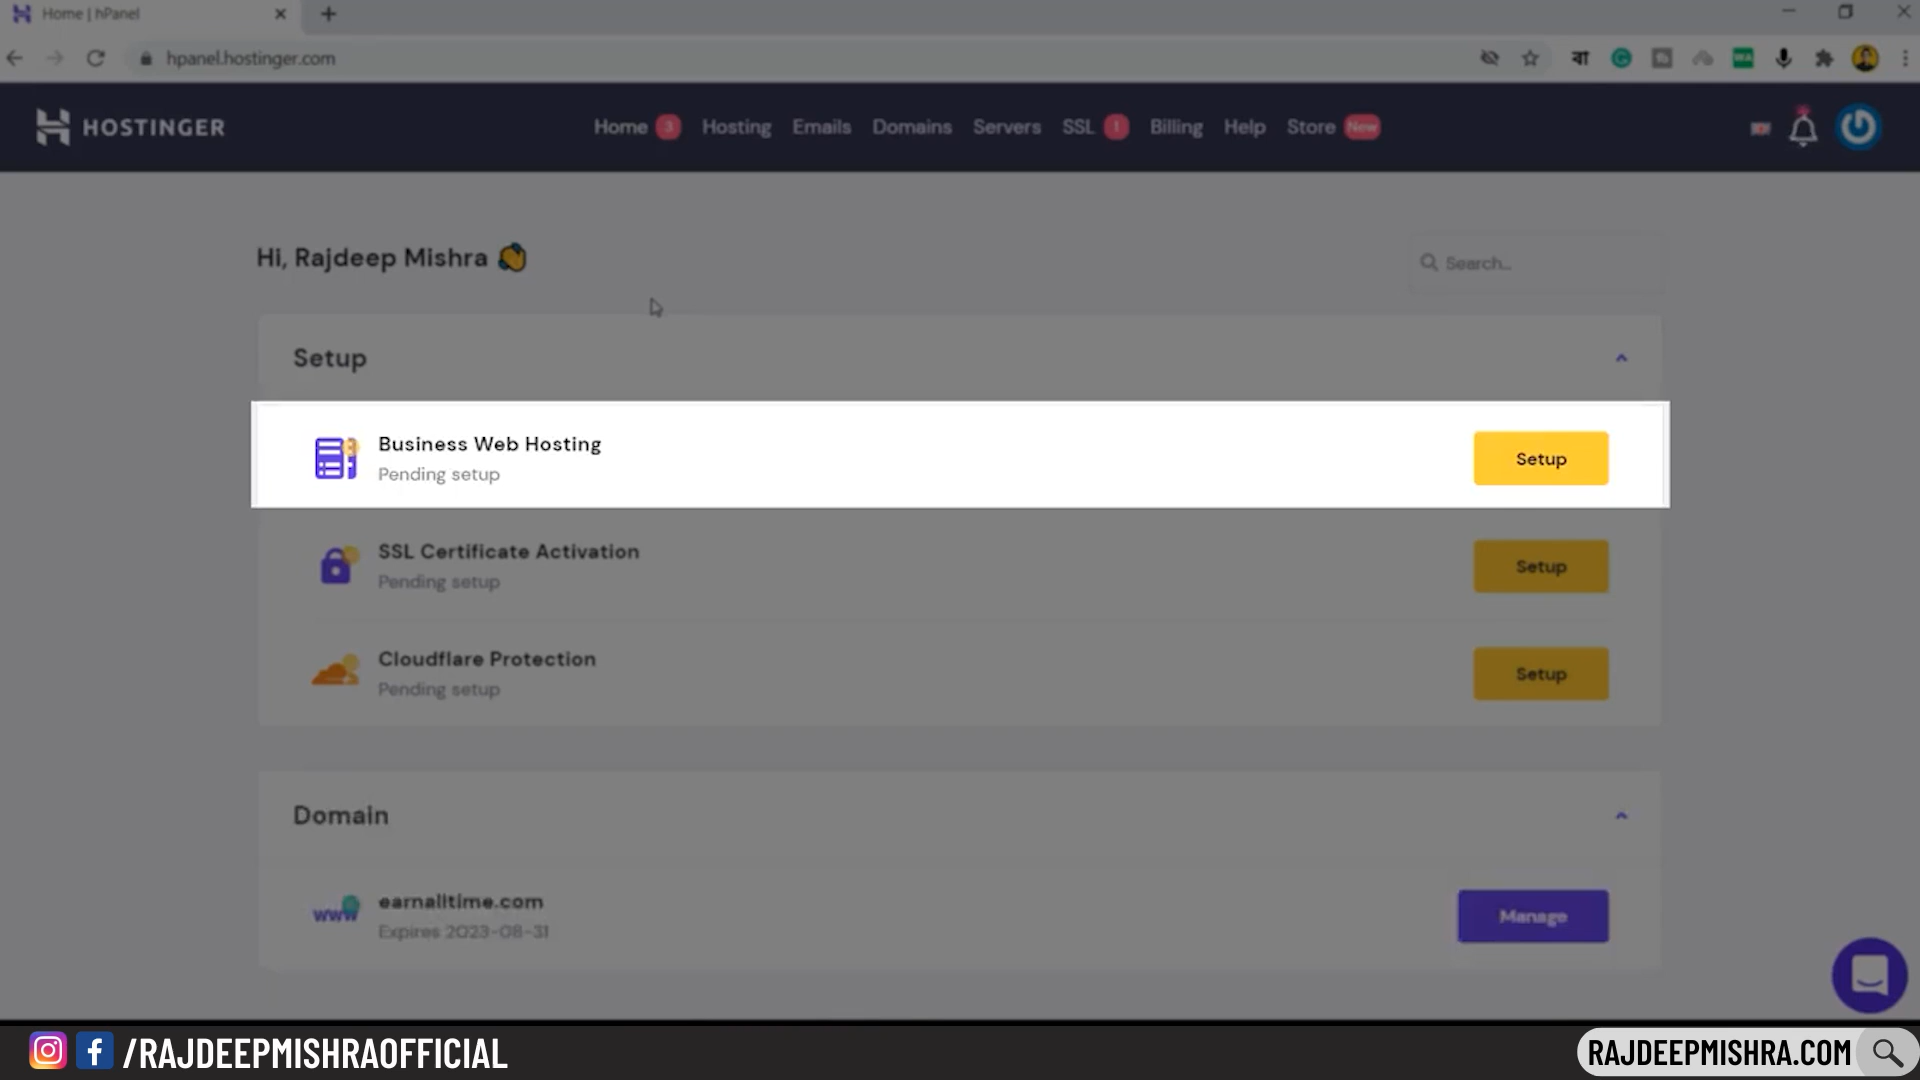 Home | hPanel
hpanel.hostinger.com
বা
HOSTINGER
Home 3 Hosting Emails Domains Servers SSL 1 Billing Help Store New
Hi, Rajdeep Mishra
Search...
Setup
Business Web Hosting
Pending setup
Setup
SSL Certificate Activation
Pending setup
Setup
Cloudflare Protection
Pending setup
Setup
Domain
www
earnalltime.com
Expires 2023-08-31
Manage
/RAJDEEPMISHRAOFFICIAL
RAJDEEPMISHRA.COM